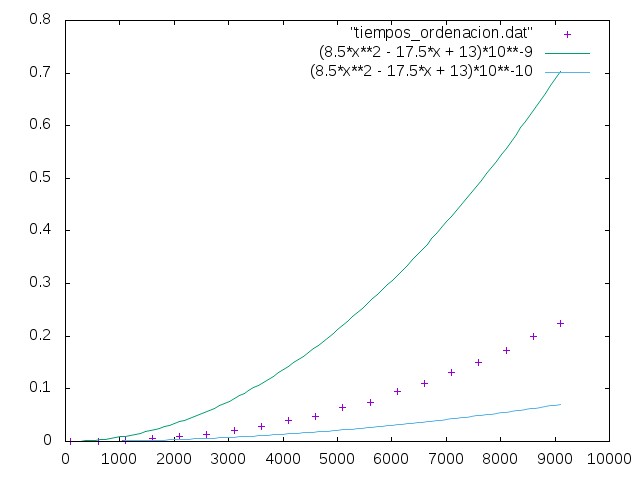 0.8
"tiempos_ordenacion.dat"
(8.5*x**2 - 17.5*x + 13)*10**-9
(8.5*x**2 - 17.5*x + 13)*10**-10
0.7
0.6
0.5
0.4
0.3
0.2
0.1
0
0 1000 2000 3000 4000 5000 6000 7000 8000 9000 10000